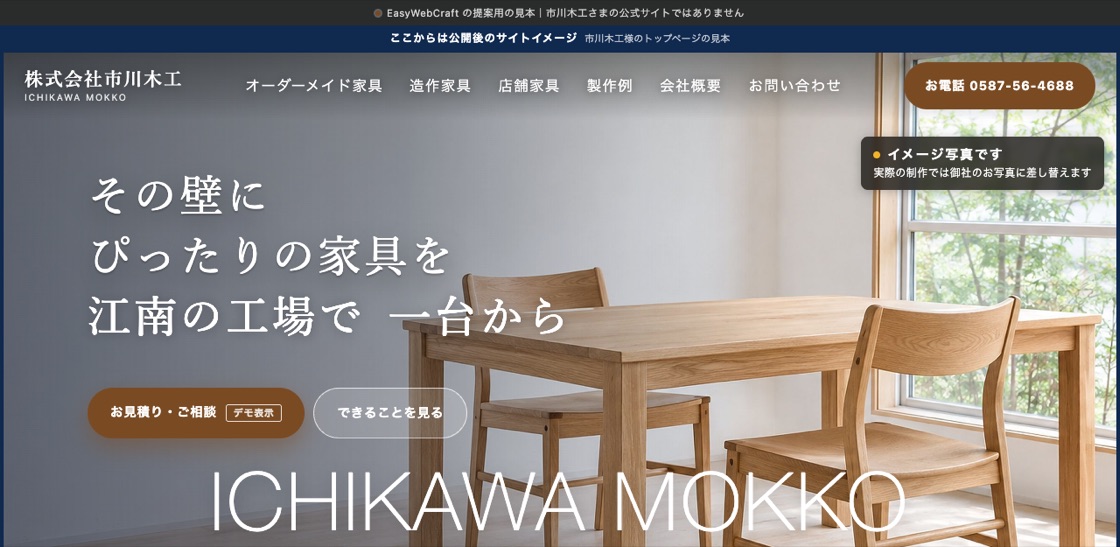 EasyWebCraft の提案用の見本｜市川木工さまの公式サイトではありません
ここからは公開後のサイトイメージ 市川木工様のトップページの見本
株式会社市川木工
ICHIKAWA MOKKO
オーダーメイド家具 造作家具 店舗家具 製作例 会社概要 お問い合わせ
お電話 0587-56-4688
イメージ写真です
実際の制作では御社のお写真に差し替えます
その壁に
ぴったりの家具を
江南の工場で 一台から
お見積り・ご相談 デモ表示
できることを見る
ICHIKAWA MOKKO